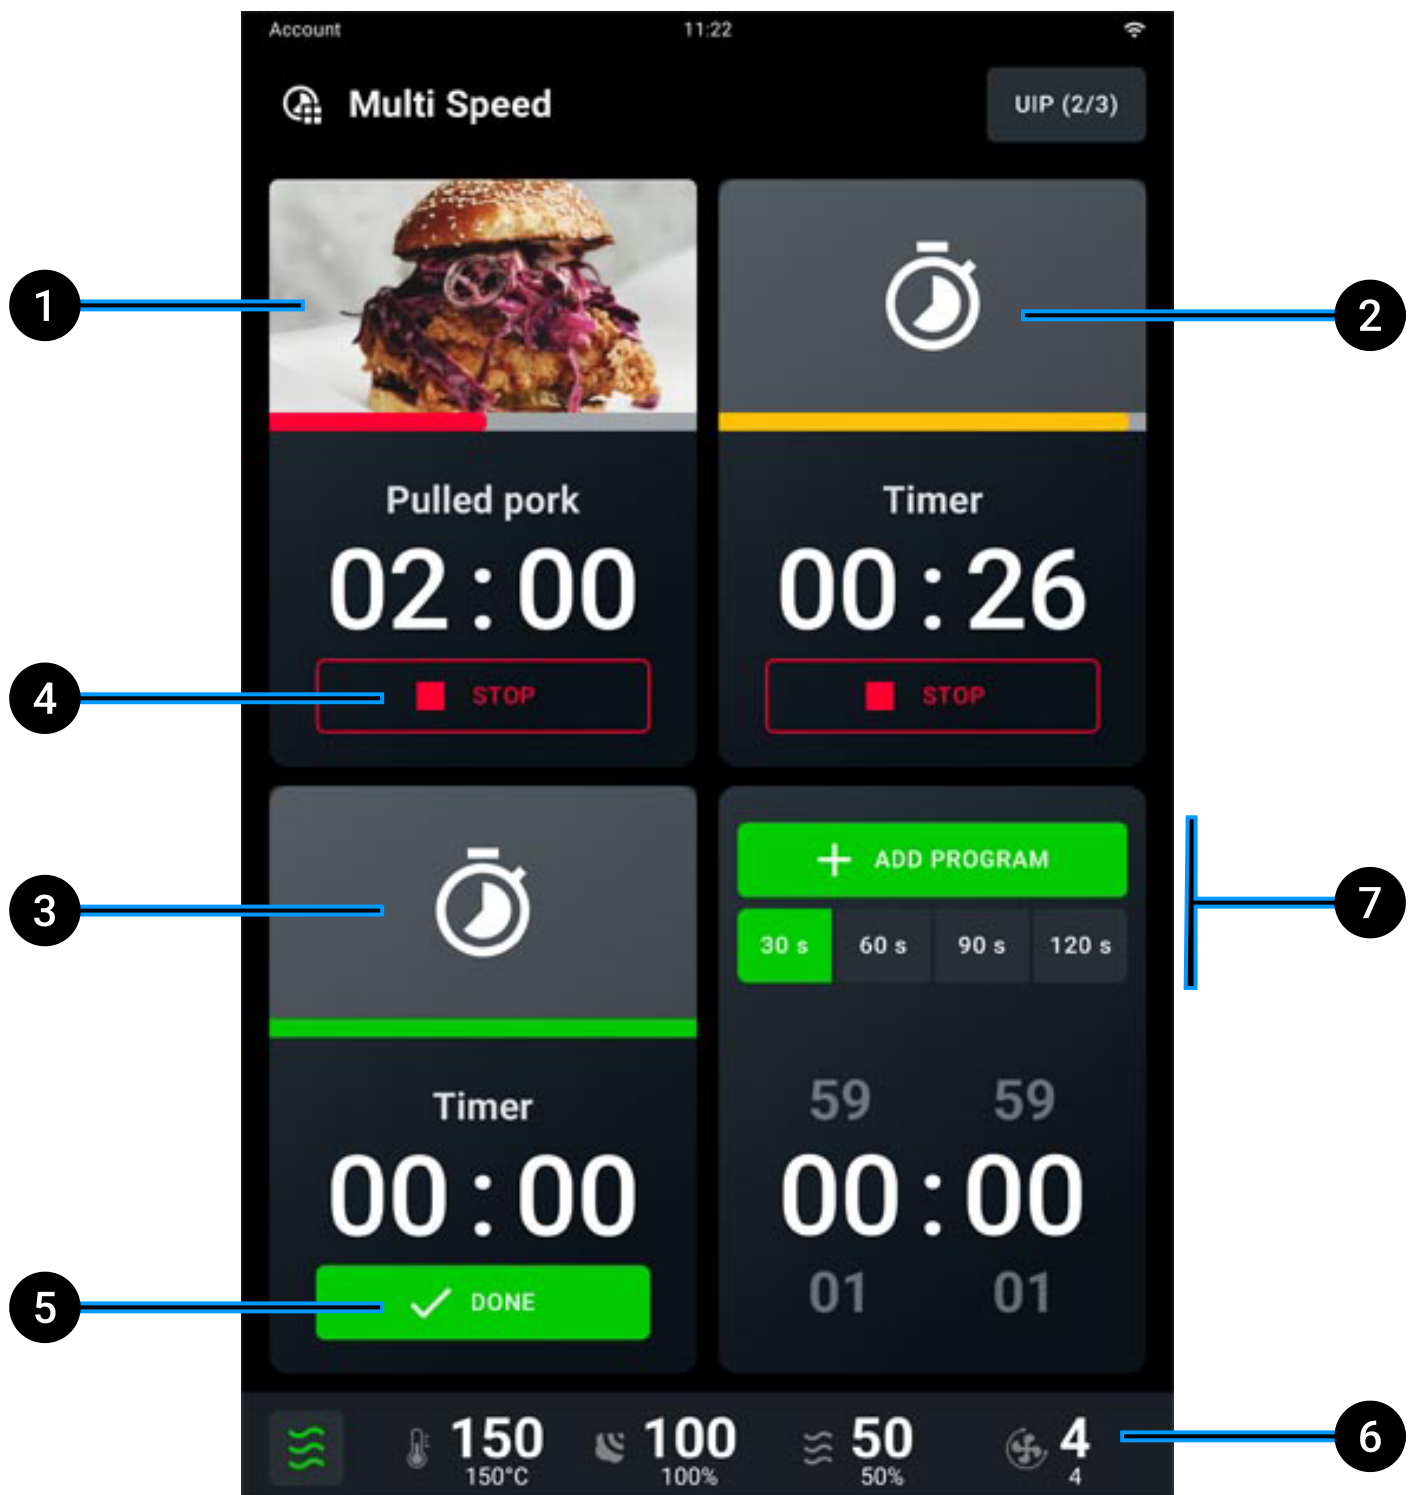 Account 11:22
Multi Speed UIP (2/3)
1
2
Pulled pork
02:00
STOP
4
Timer
00:26
STOP
3
Timer
00:00
DONE
5
ADD PROGRAM
30 s 60 s 90 s 120 s
7
59 59
00:00
01 01
150 100 50 4
150°C 100% 50% 4
6